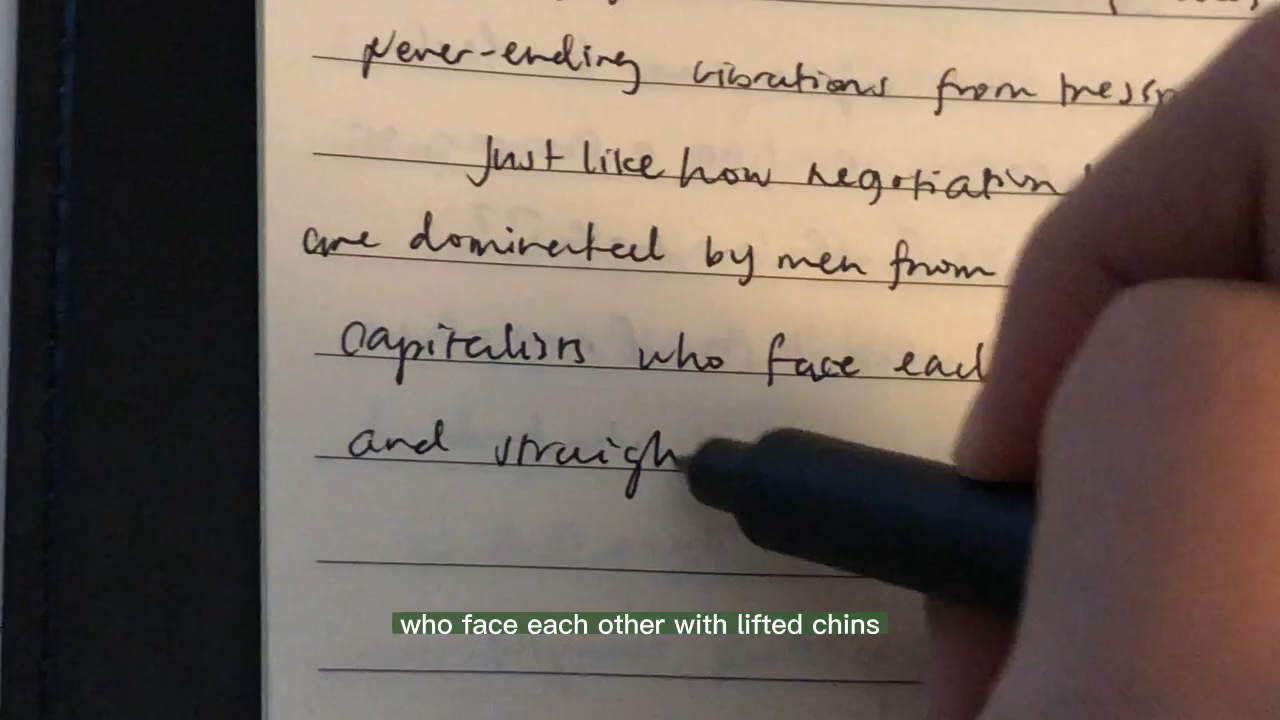 Never-ending vibrations from
Just like how negotiation
are dominated by men from
capitalists who face each
and straigh
who face each other with lifted chins